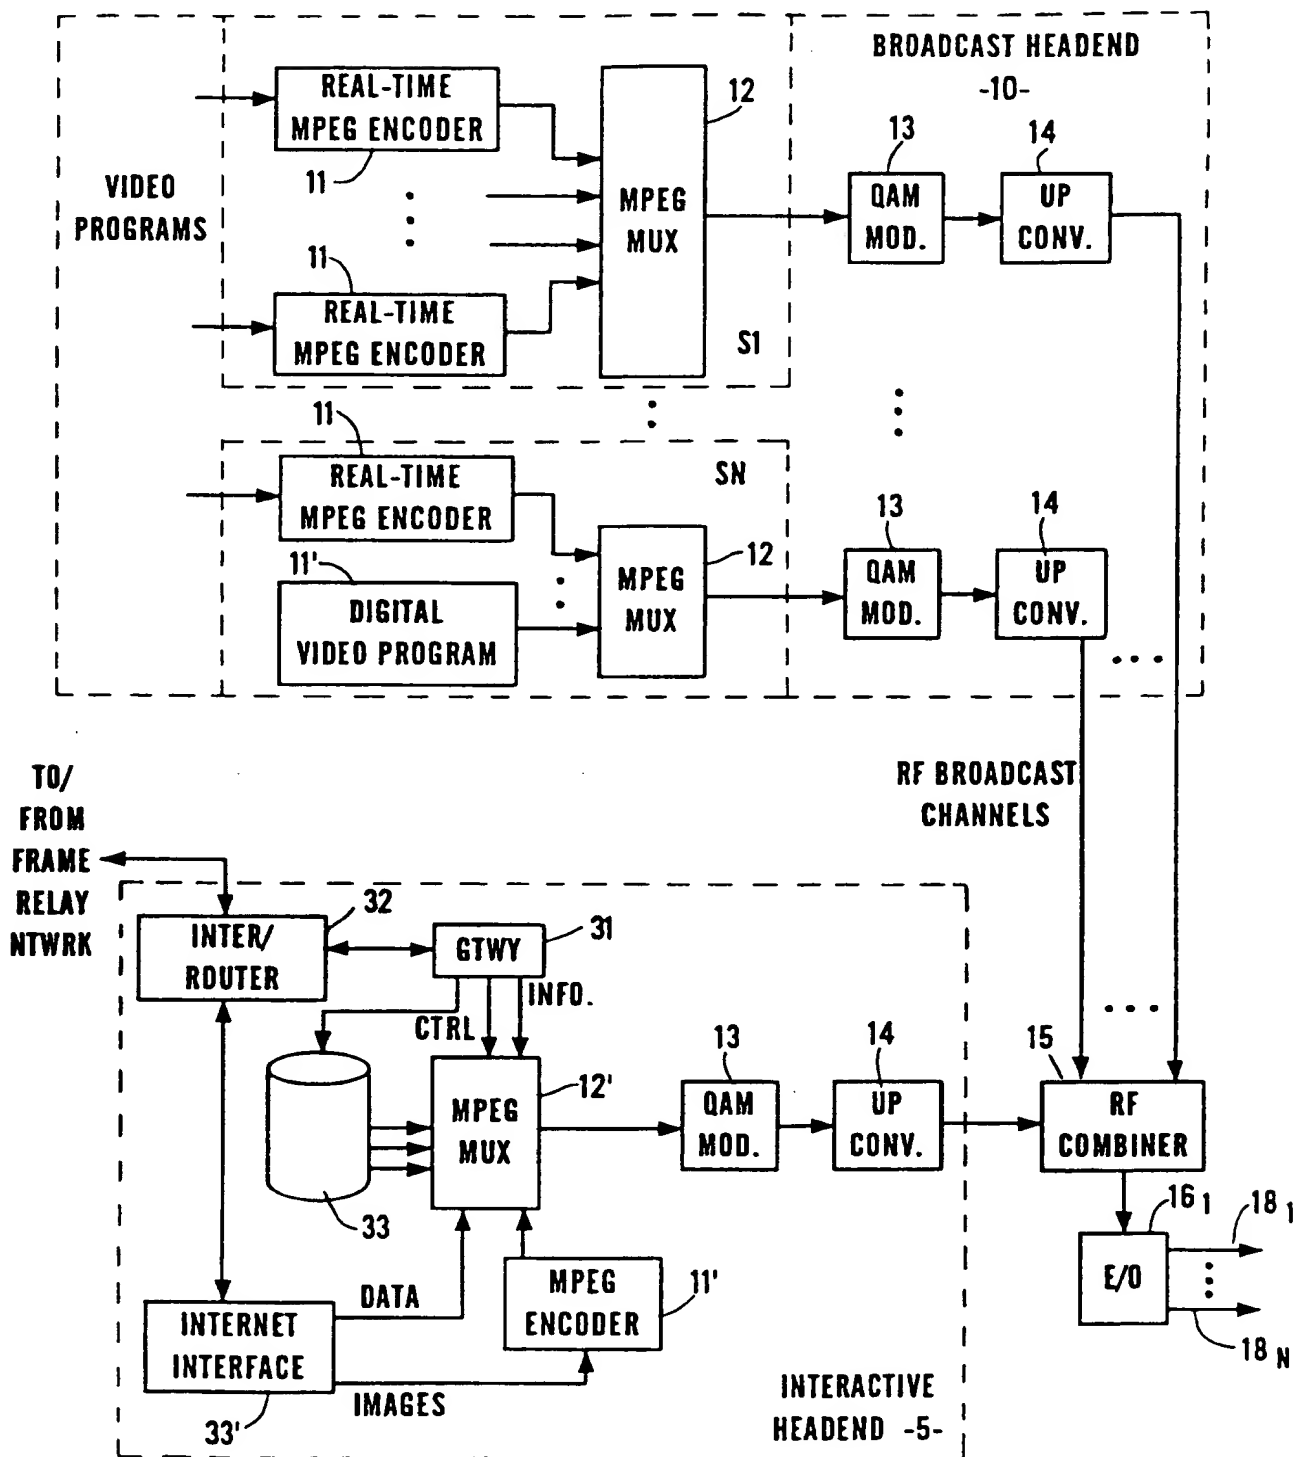 BROADCAST HEADEND
-10-
VIDEO
PROGRAMS
REAL-TIME
MPEG ENCODER
11
11
REAL-TIME
MPEG ENCODER
MPEG
MUX
12
S1
13
QAM
MOD.
14
UP
CONV.
11
REAL-TIME
MPEG ENCODER
11'
DIGITAL
VIDEO PROGRAM
MPEG
MUX
12
SN
13
QAM
MOD.
14
UP
CONV.
RF BROADCAST
CHANNELS
TO/
FROM
FRAME
RELAY
NTWRK
INTER/
ROUTER
32
GTWY
31
CTRL
INFO.
33
MPEG
MUX
12'
13
QAM
MOD.
14
UP
CONV.
15
RF
COMBINER
16 1
E/O
18 1
18 N
DATA
MPEG
ENCODER
11'
INTERNET
INTERFACE
33'
IMAGES
INTERACTIVE
HEADEND -5-